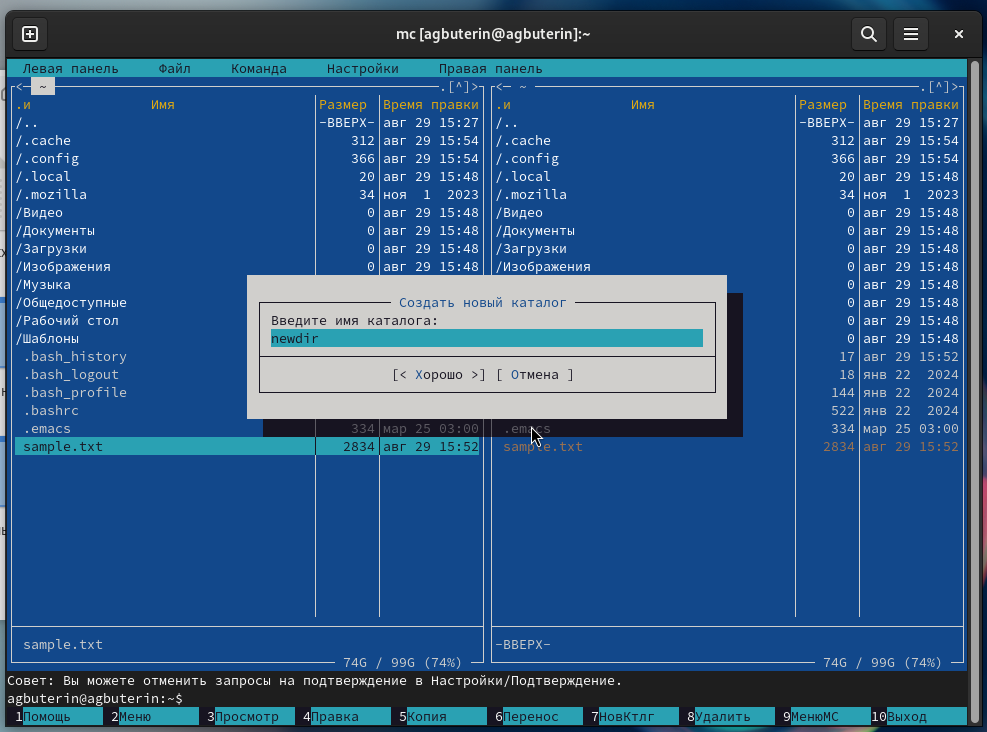 mc [agbuterin@agbuterin]:~
Левая панель Файл Команда Настройки Правая панель
<─ ~ .[^]> <─ ~ .[^]>
.и Имя Размер Время правки .и Имя Размер Время правки
/.. -ВВЕРХ- авг 29 15:27 /.. -ВВЕРХ- авг 29 15:27
/.cache 312 авг 29 15:54 /.cache 312 авг 29 15:54
/.config 366 авг 29 15:54 /.config 366 авг 29 15:54
/.local 20 авг 29 15:48 /.local 20 авг 29 15:48
/.mozilla 34 ноя 1 2023 /.mozilla 34 ноя 1 2023
/Видео 0 авг 29 15:48 /Видео 0 авг 29 15:48
/Документы 0 авг 29 15:48 /Документы 0 авг 29 15:48
/Загрузки 0 авг 29 15:48 /Загрузки 0 авг 29 15:48
/Изображения 0 авг 29 15:48 /Изображения 0 авг 29 15:48
/Музыка 0 авг 29 15:48
/Общедоступные Создать новый каталог 0 авг 29 15:48
/Рабочий стол Введите имя каталога: 0 авг 29 15:48
/Шаблоны newdir 0 авг 29 15:48
.bash_history 17 авг 29 15:52
.bash_logout [< Хорошо >] [ Отмена ] 18 янв 22 2024
.bash_profile 144 янв 22 2024
.bashrc 522 янв 22 2024
.emacs 334 мар 25 03:00 .emacs 334 мар 25 03:00
sample.txt 2834 авг 29 15:52 sample.txt 2834 авг 29 15:52
sample.txt -ВВЕРХ-
74G / 99G (74%) 74G / 99G (74%)
Совет: Вы можете отменить запросы на подтверждение в Настройки/Подтверждение.
agbuterin@agbuterin:~$
1Помощь 2Меню 3Просмотр 4Правка 5Копия 6Перенос 7НовКтлг 8Удалить 9МенюMC 10Выход